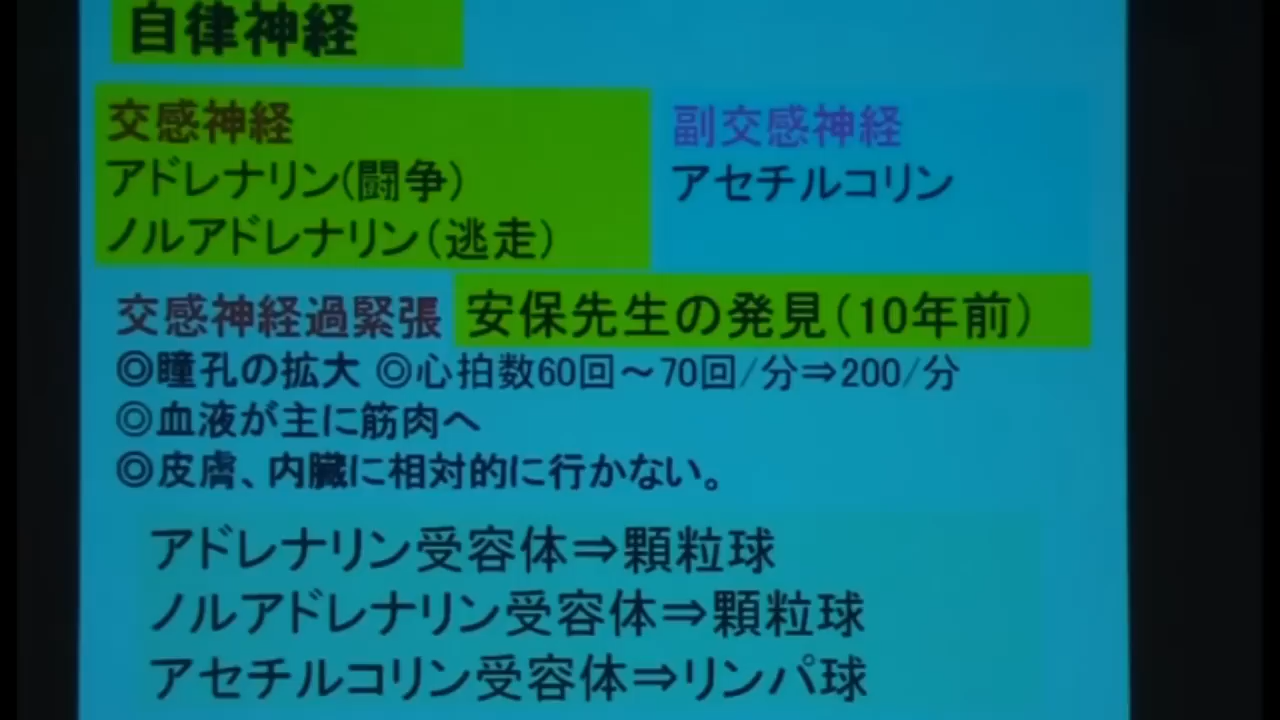 自律神経
交感神経
アドレナリン(闘争)
ノルアドレナリン(逃走)
副交感神経
アセチルコリン
交感神経過緊張 安保先生の発見(10年前)
◎瞳孔の拡大 ◎心拍数60回～70回/分⇒200/分
◎血液が主に筋肉へ
◎皮膚、内臓に相対的に行かない。
アドレナリン受容体⇒顆粒球
ノルアドレナリン受容体⇒顆粒球
アセチルコリン受容体⇒リンパ球